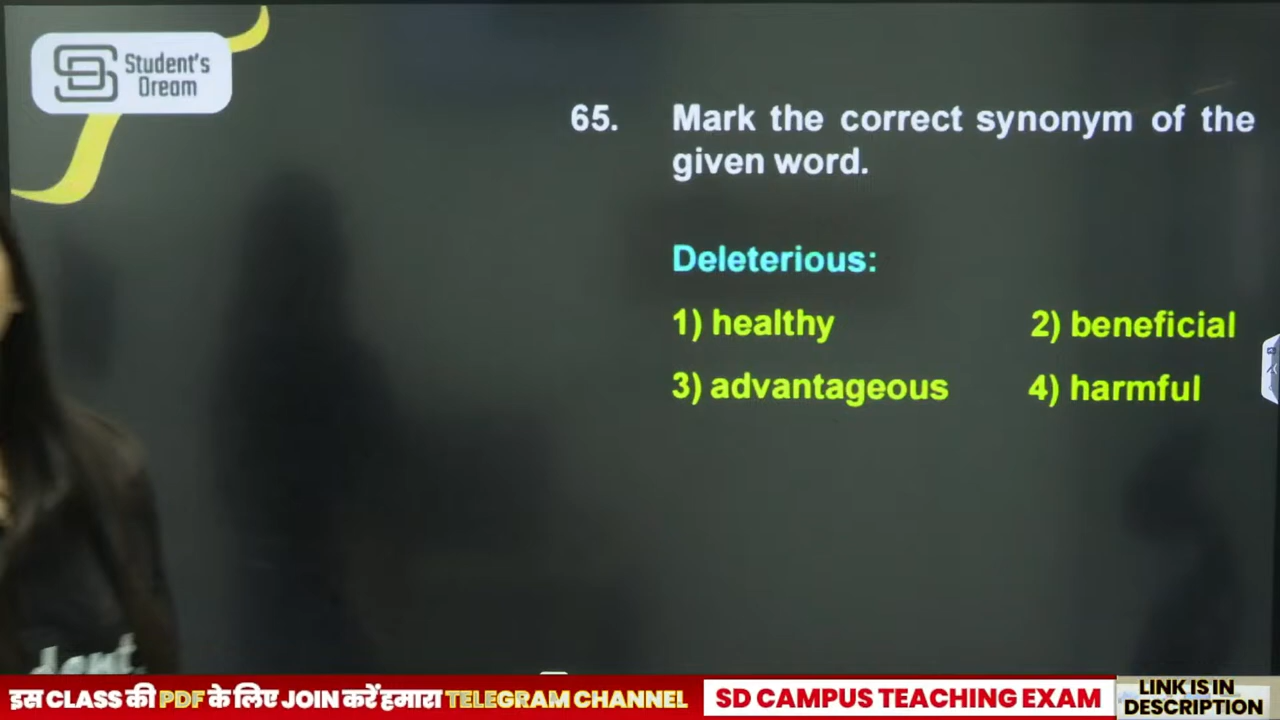 Student's
Dream
65. Mark the correct synonym of the
given word.
Deleterious:
1) healthy 2) beneficial
3) advantageous 4) harmful
इस CLASS की PDF के लिए JOIN करें हमारा TELEGRAM CHANNEL
SD CAMPUS TEACHING EXAM
LINK IS IN
DESCRIPTION